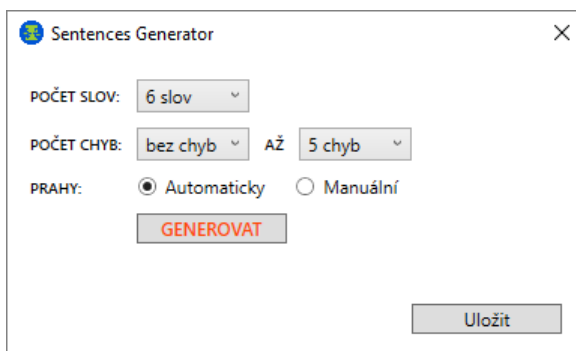 Sentences Generator
POČET SLOV: 6 slov
POČET CHYB: bez chyb AŽ 5 chyb
PRAHY: Automaticky Manuální
GENEROVAT
Uložit